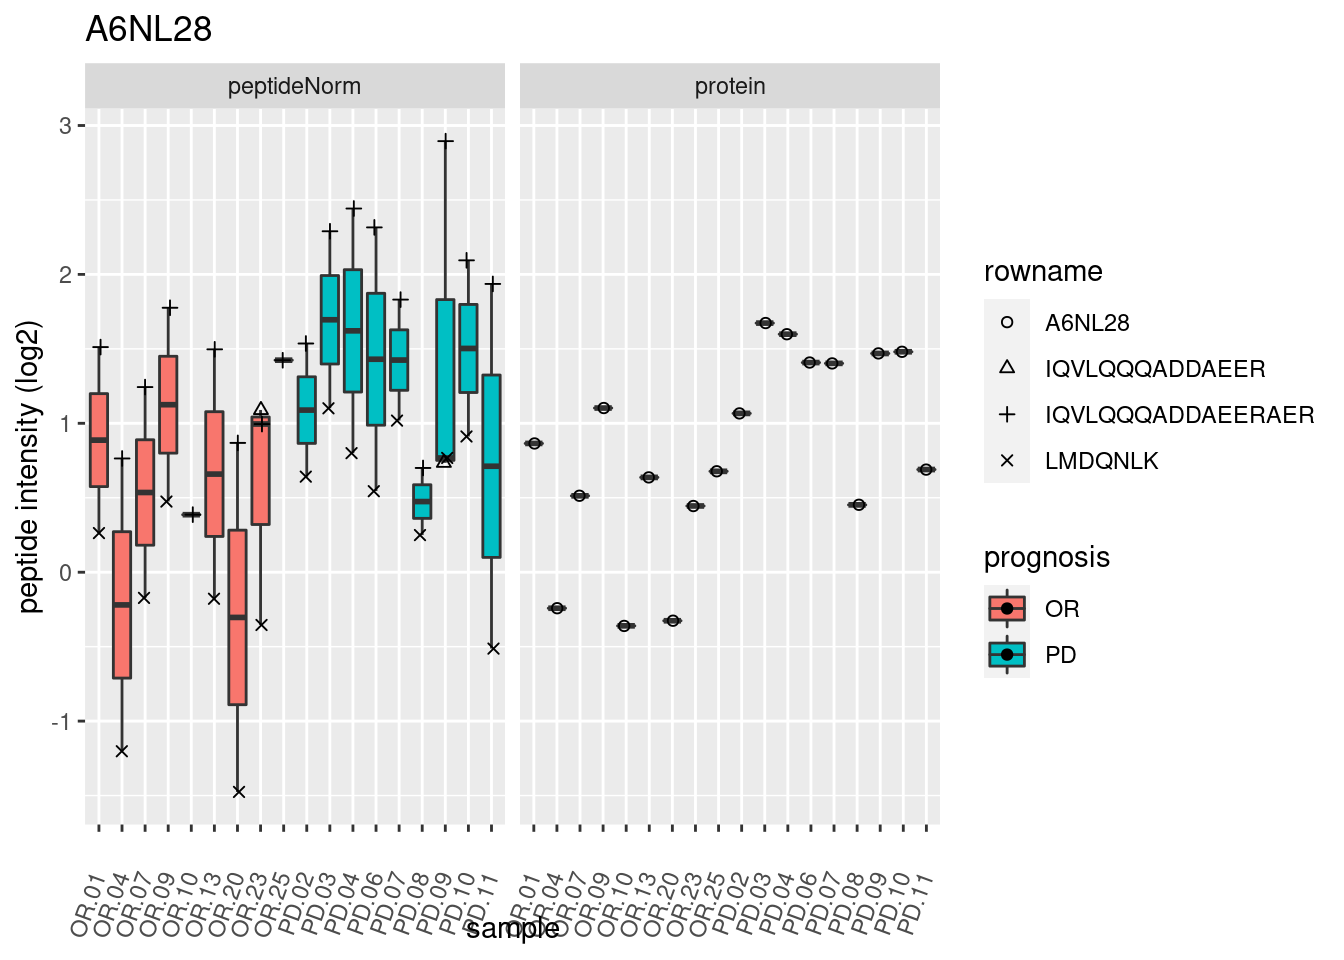 A6NL28
peptideNorm
protein
peptide intensity (log2)
3
2
1
0
-1
OR.01
OR.04
OR.07
OR.09
OR.10
OR.13
OR.20
OR.23
OR.25
PD.02
PD.03
PD.04
PD.06
PD.07
PD.08
PD.09
PD.10
PD.11
OR.01
OR.04
OR.07
OR.09
OR.10
OR.13
OR.20
OR.23
OR.25
PD.02
PD.03
PD.04
PD.06
PD.07
PD.08
PD.09
PD.10
PD.11
sample
rowname
A6NL28
IQVLQQQADDAEER
IQVLQQQADDAEERAER
LMDQNLK
prognosis
OR
PD